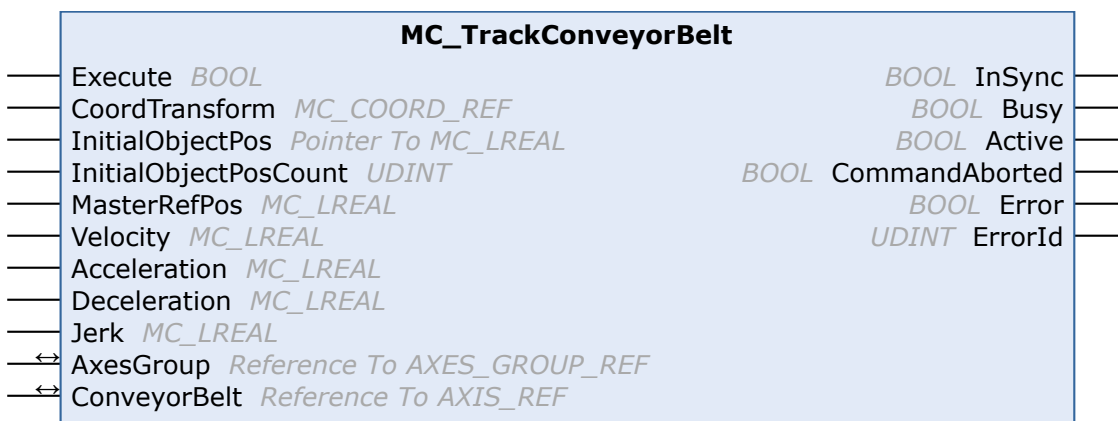 MC_TrackConveyorBelt
Execute BOOL BOOL InSync
CoordTransform MC_COORD_REF BOOL Busy
InitialObjectPos Pointer To MC_LREAL BOOL Active
InitialObjectPosCount UDINT BOOL CommandAborted
MasterRefPos MC_LREAL BOOL Error
Velocity MC_LREAL UDINT ErrorId
Acceleration MC_LREAL
Deceleration MC_LREAL
Jerk MC_LREAL
AxesGroup Reference To AXES_GROUP_REF
ConveyorBelt Reference To AXIS_REF